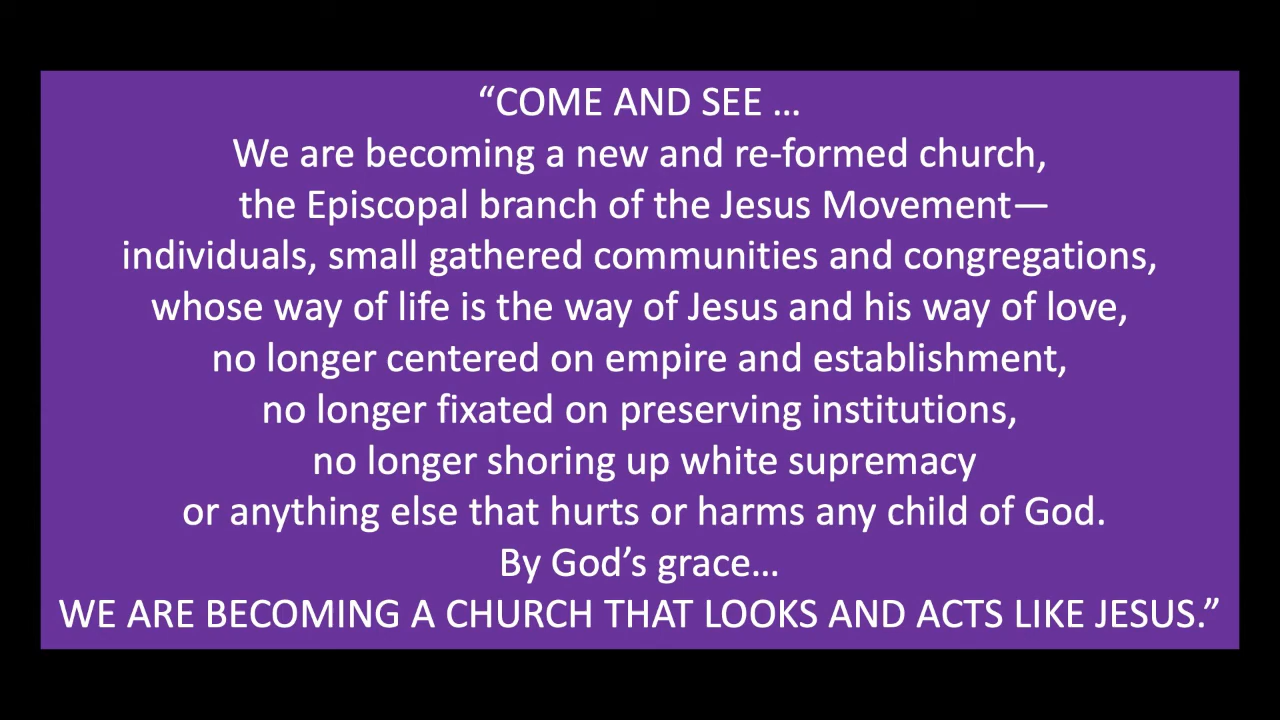 “COME AND SEE …
We are becoming a new and re-formed church,
the Episcopal branch of the Jesus Movement—
individuals, small gathered communities and congregations,
whose way of life is the way of Jesus and his way of love,
no longer centered on empire and establishment,
no longer fixated on preserving institutions,
no longer shoring up white supremacy
or anything else that hurts or harms any child of God.
By God’s grace…
WE ARE BECOMING A CHURCH THAT LOOKS AND ACTS LIKE JESUS.”